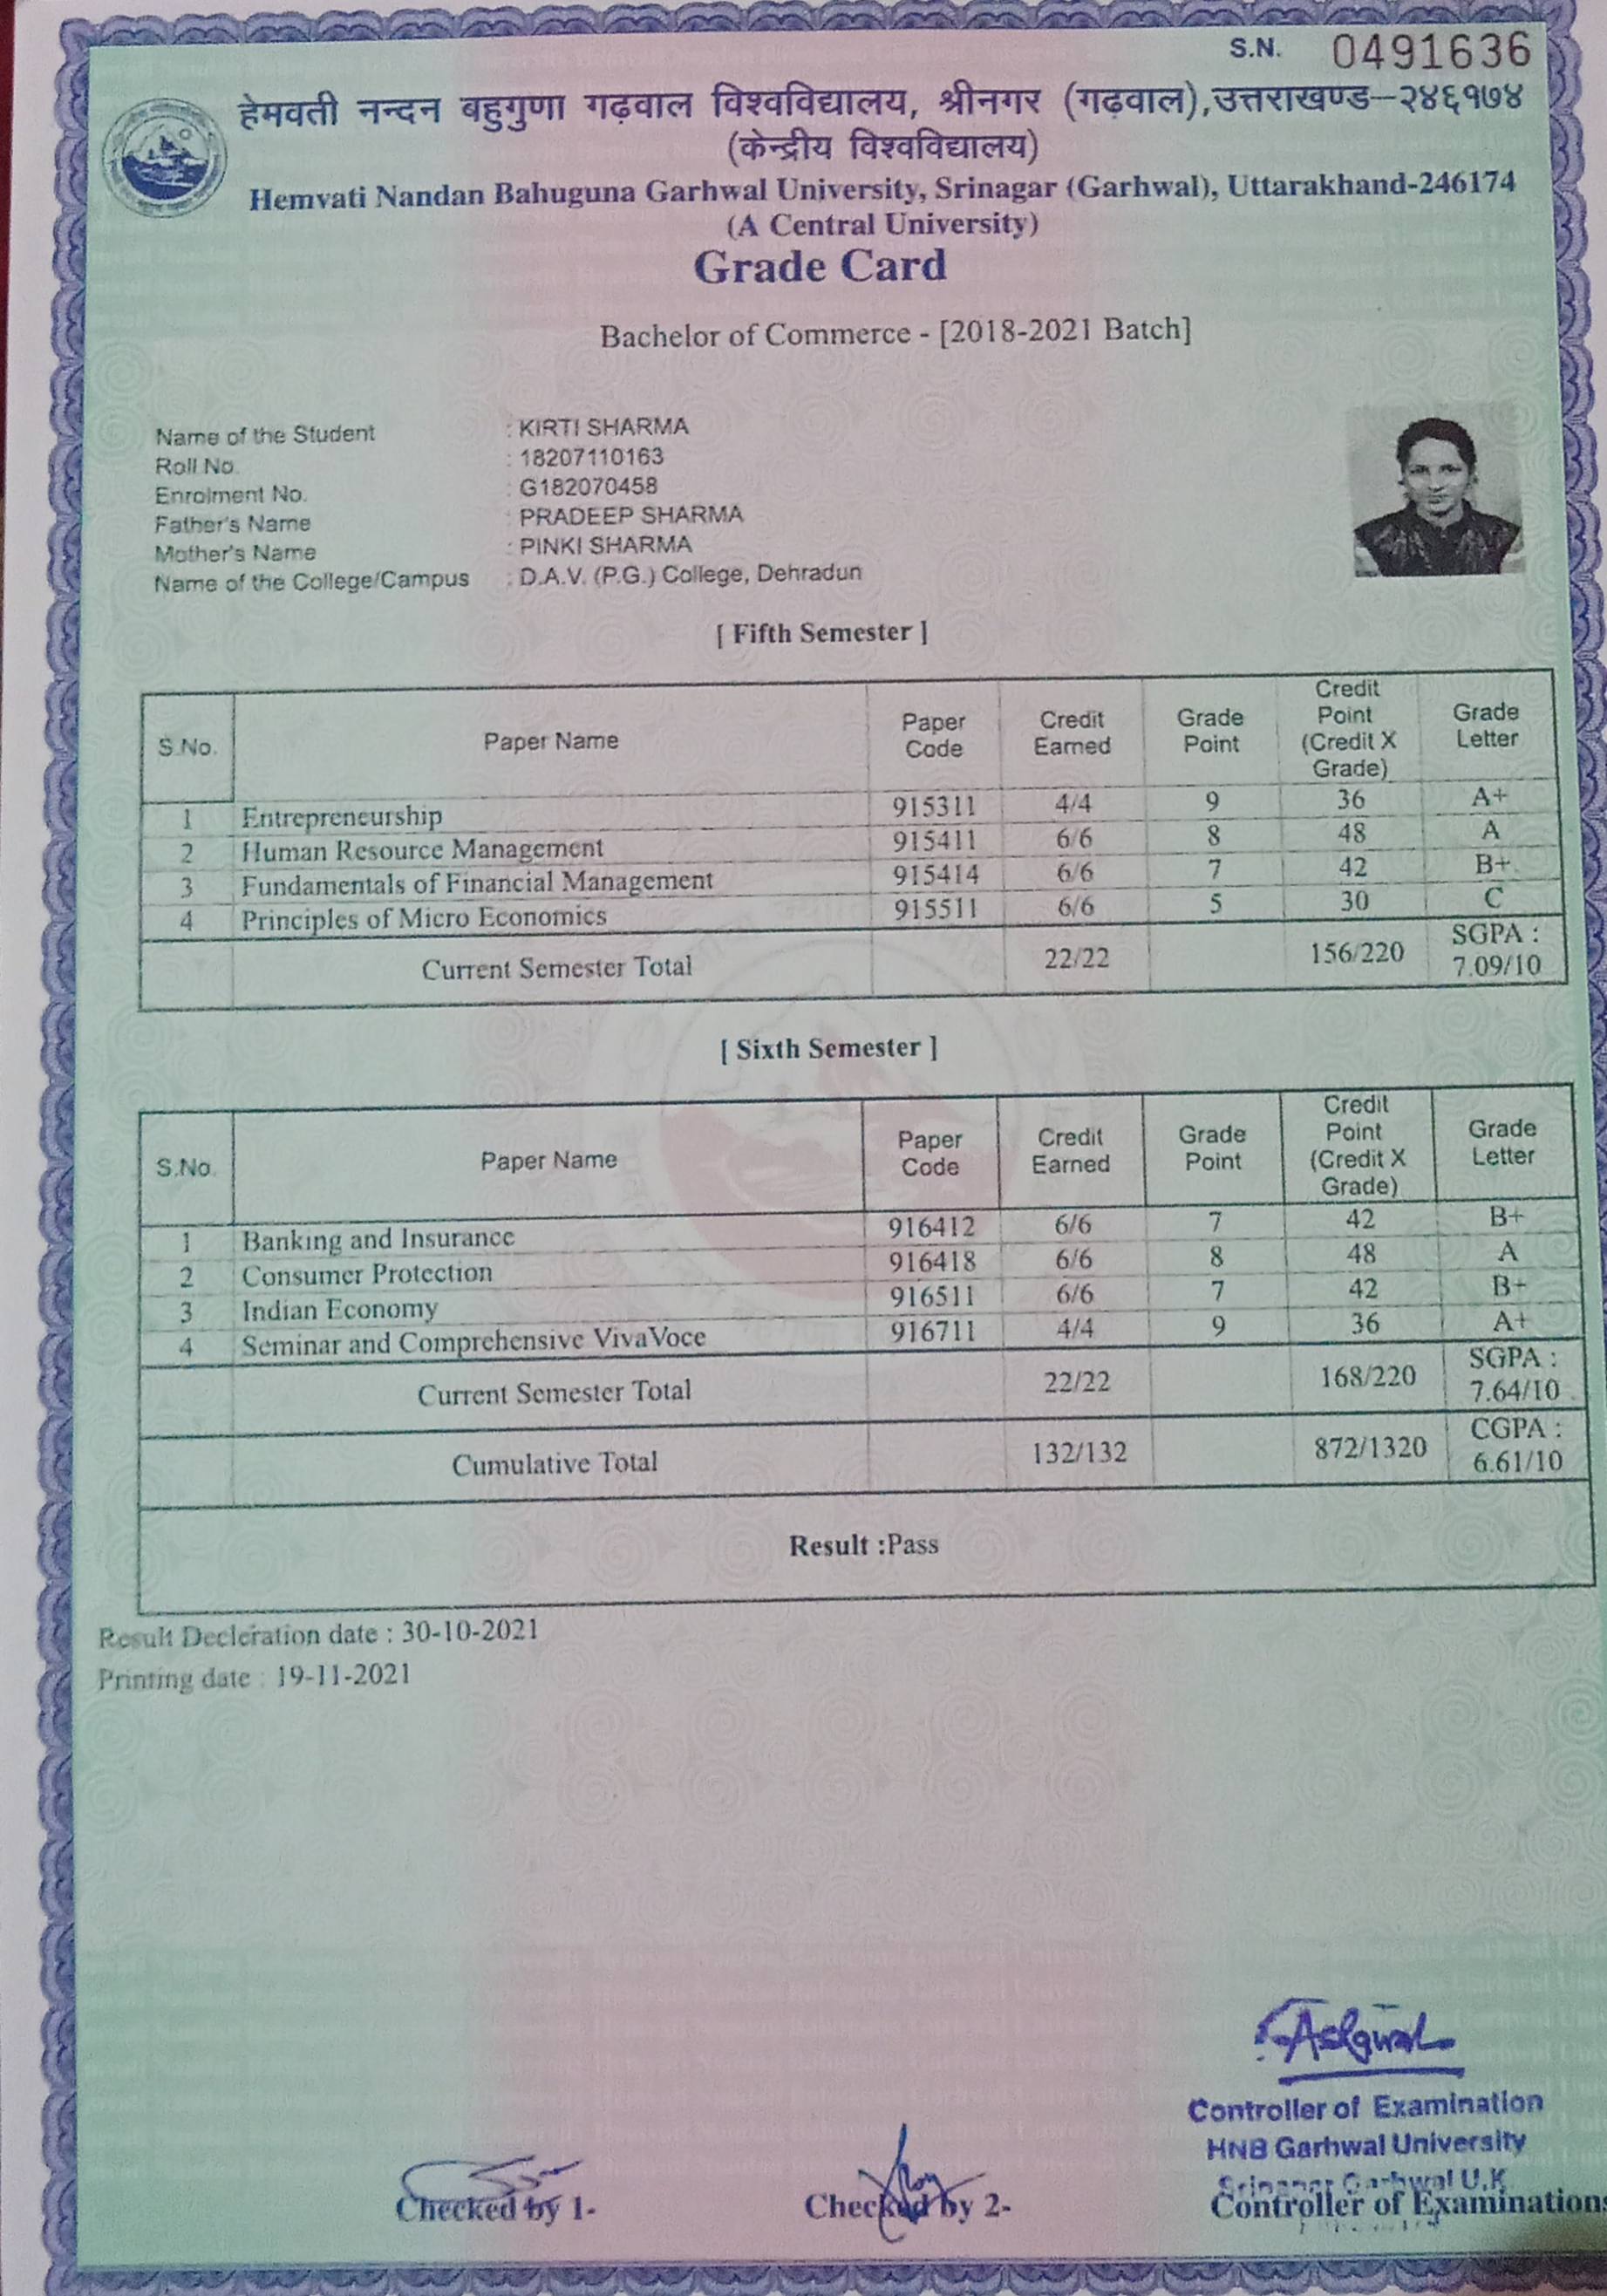 S.N. 0491636
हेमवती नन्दन बहुगुणा गढ़वाल विश्वविद्यालय, श्रीनगर (गढ़वाल),उत्तराखण्ड–२४६१७४
(केन्द्रीय विश्वविद्यालय)
Hemvati Nandan Bahuguna Garhwal University, Srinagar (Garhwal), Uttarakhand-246174
(A Central University)
Grade Card
Bachelor of Commerce - [2018-2021 Batch]
Name of the Student : KIRTI SHARMA
Roll No. : 18207110163
Enrolment No. : G182070458
Father's Name : PRADEEP SHARMA
Mother's Name : PINKI SHARMA
Name of the College/Campus : D.A.V. (P.G.) College, Dehradun
[ Fifth Semester ]
S.No. Paper Name Paper Code Credit Earned Grade Point Credit Point (Credit X Grade) Grade Letter
1 Entrepreneurship 915311 4/4 9 36 A+
2 Human Resource Management 915411 6/6 8 48 A
3 Fundamentals of Financial Management 915414 6/6 7 42 B+
4 Principles of Micro Economics 915511 6/6 5 30 C
Current Semester Total 22/22 156/220 SGPA : 7.09/10
[ Sixth Semester ]
S.No. Paper Name Paper Code Credit Earned Grade Point Credit Point (Credit X Grade) Grade Letter
1 Banking and Insurance 916412 6/6 7 42 B+
2 Consumer Protection 916418 6/6 8 48 A
3 Indian Economy 916511 6/6 7 42 B+
4 Seminar and Comprehensive VivaVoce 916711 4/4 9 36 A+
Current Semester Total 22/22 168/220 SGPA : 7.64/10
Cumulative Total 132/132 872/1320 CGPA : 6.61/10
Result :Pass
Result Decleration date : 30-10-2021
Printing date : 19-11-2021
Controller of Examination
HNB Garhwal University
Srinagar Garhwal U.K
Checked by 1- Checked by 2- Controller of Examinations